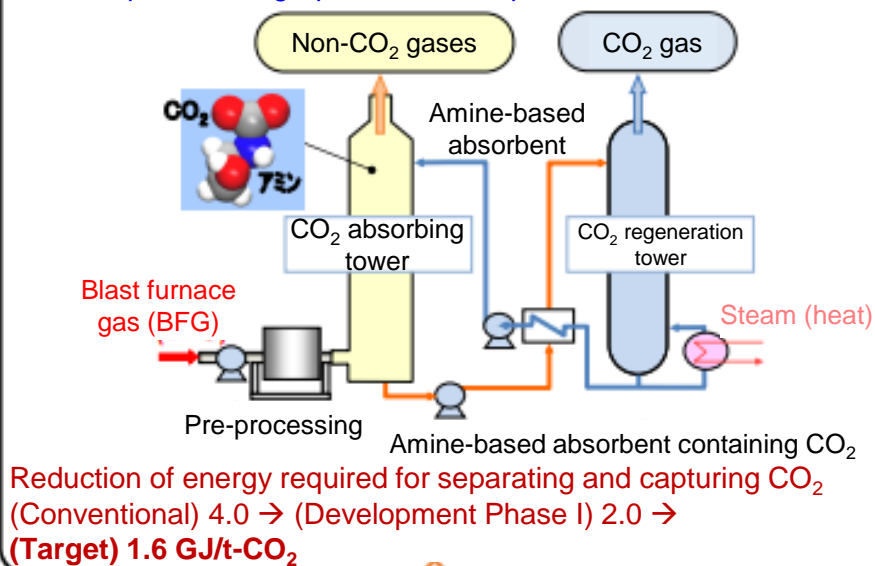 Non-CO₂ gases
CO₂ gas
CO₂
アミン
Amine-based
absorbent
CO₂ absorbing
tower
CO₂ regeneration
tower
Blast furnace
gas (BFG)
Steam (heat)
Pre-processing
Amine-based absorbent containing CO₂
Reduction of energy required for separating and capturing CO₂
(Conventional) 4.0 → (Development Phase I) 2.0 →
(Target) 1.6 GJ/t-CO₂